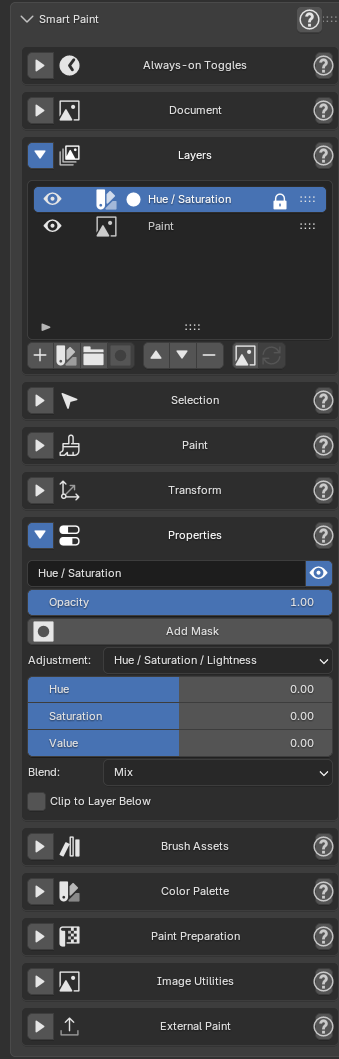 Smart Paint
Always-on Toggles
Document
Layers
Hue / Saturation
Paint
Selection
Paint
Transform
Properties
Hue / Saturation
Opacity 1.00
Add Mask
Adjustment: Hue / Saturation / Lightness
Hue 0.00
Saturation 0.00
Value 0.00
Blend: Mix
Clip to Layer Below
Brush Assets
Color Palette
Paint Preparation
Image Utilities
External Paint